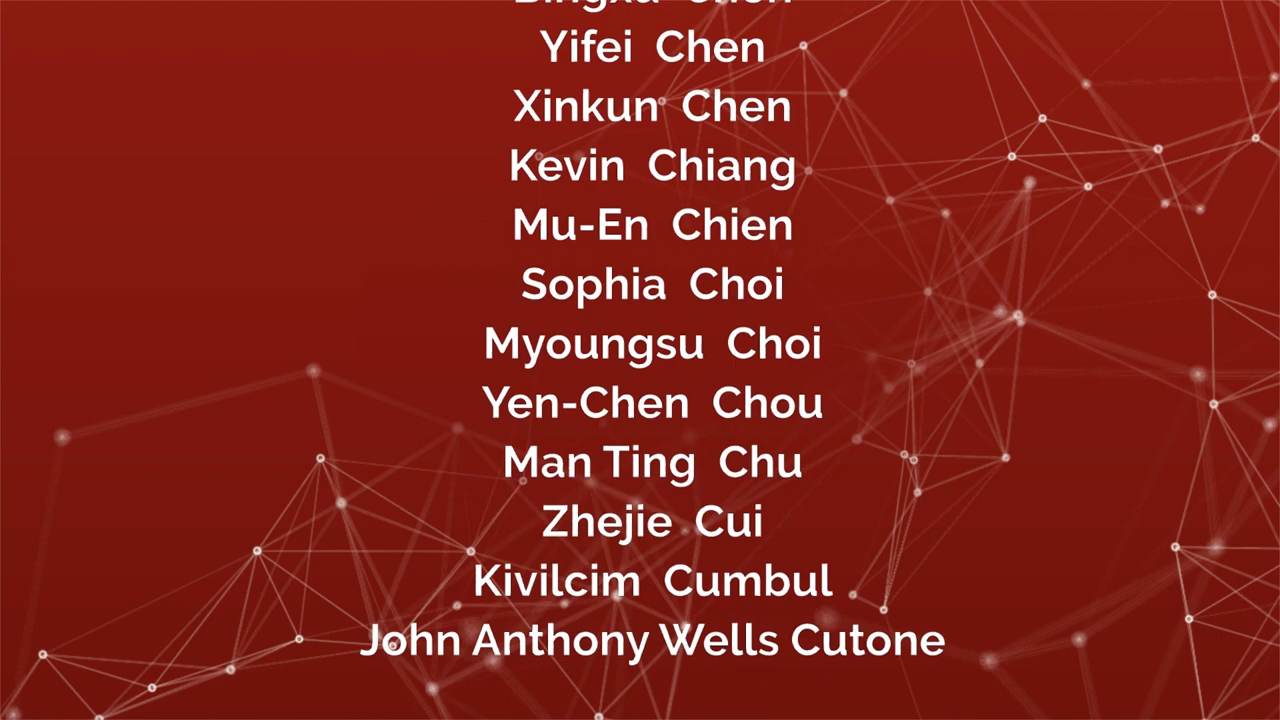 Yifei Chen
Xinkun Chen
Kevin Chiang
Mu-En Chien
Sophia Choi
Myoungsu Choi
Yen-Chen Chou
Man Ting Chu
Zhejie Cui
Kivilcim Cumbul
John Anthony Wells Cutone